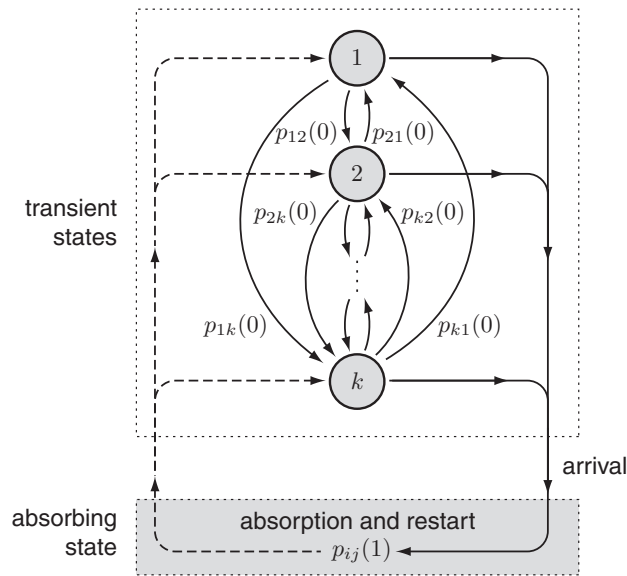 1
p₁₂(0) p₂₁(0)
2
p₂ₖ(0) pₖ₂(0)
transient
states
p₁ₖ(0) pₖ₁(0)
k
arrival
absorbing
state
absorption and restart
pᵢⱼ(1)